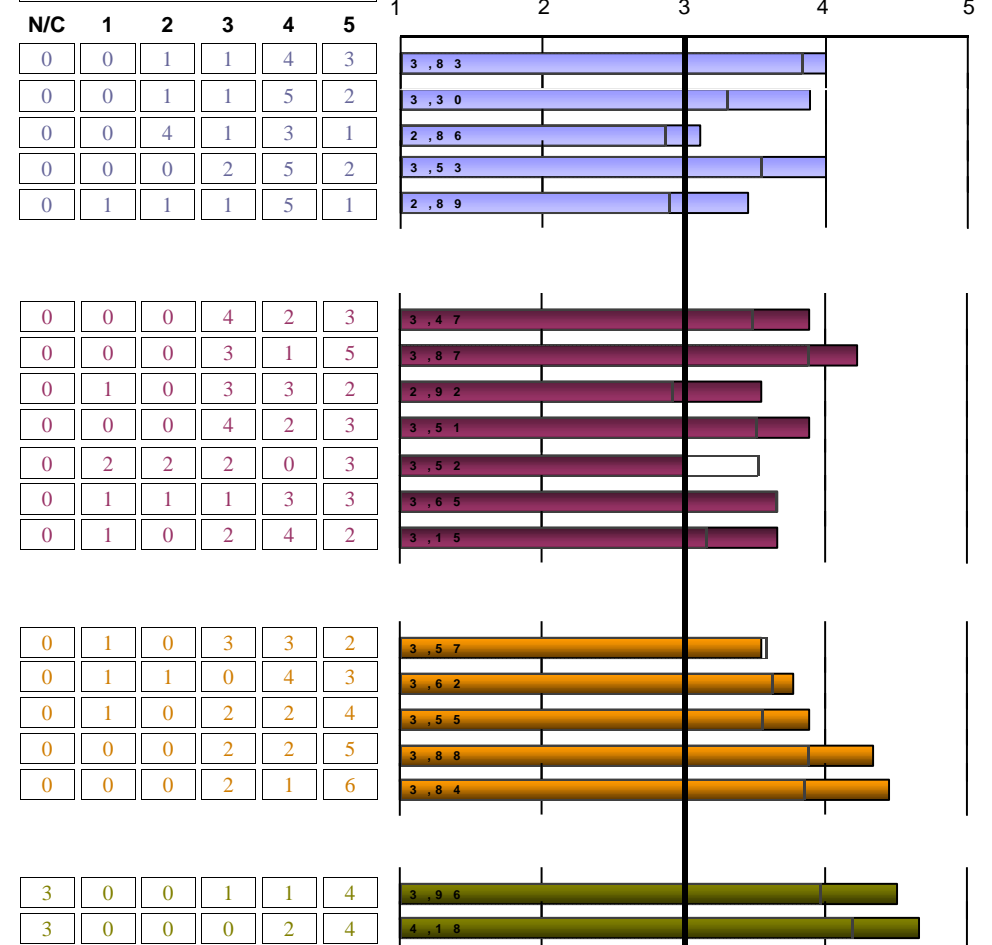 1 2 3 4 5
N/C 1 2 3 4 5
0 0 1 1 4 3 3,83
0 0 1 1 5 2 3,30
0 0 4 1 3 1 2,86
0 0 0 2 5 2 3,53
0 1 1 1 5 1 2,89
0 0 0 4 2 3 3,47
0 0 0 3 1 5 3,87
0 1 0 3 3 2 2,92
0 0 0 4 2 3 3,51
0 2 2 2 0 3 3,52
0 1 1 1 3 3 3,65
0 1 0 2 4 2 3,15
0 1 0 3 3 2 3,57
0 1 1 0 4 3 3,62
0 1 0 2 2 4 3,55
0 0 0 2 2 5 3,88
0 0 0 2 1 6 3,84
3 0 0 1 1 4 3,96
3 0 0 0 2 4 4,18